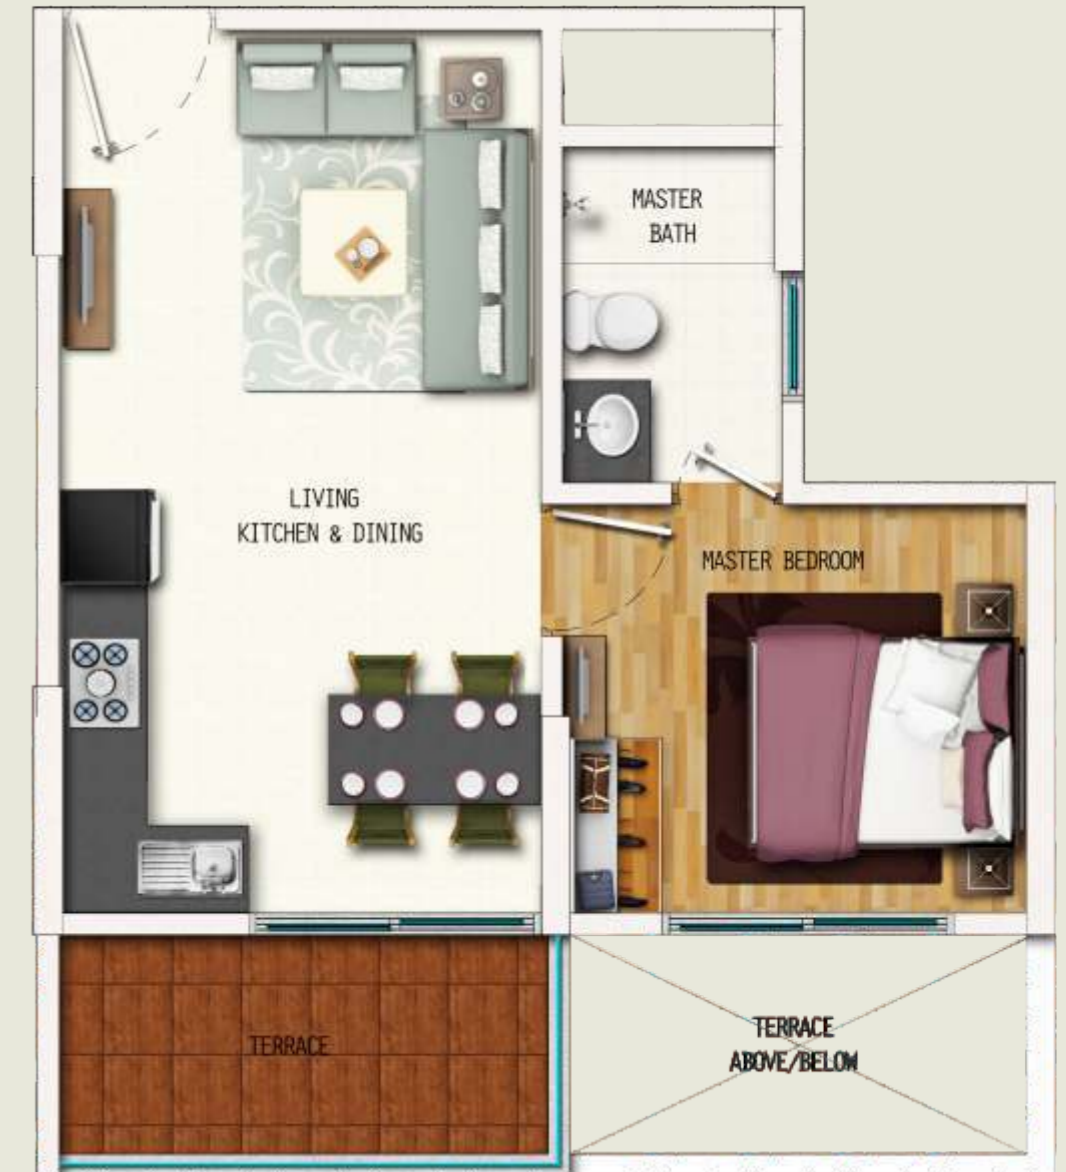 MASTER
BATH
LIVING
KITCHEN & DINING
MASTER BEDROOM
TERRACE
TERRACE
ABOVE/BELOW